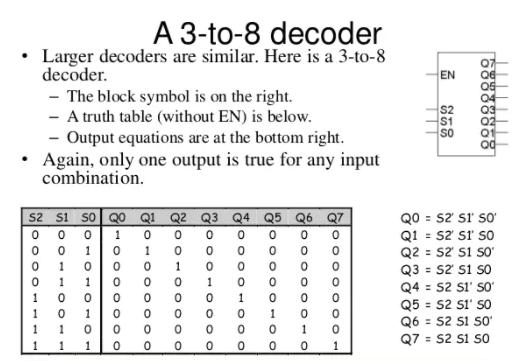 A 3-to-8 decoder
• Larger decoders are similar. Here is a 3-to-8
decoder.
– The block symbol is on the right.
– A truth table (without EN) is below.
– Output equations are at the bottom right.
• Again, only one output is true for any input
combination.
EN
S2
S1
S0
Q7
Q6
Q5
Q4
Q3
Q2
Q1
Q0
S2 S1 S0 Q0 Q1 Q2 Q3 Q4 Q5 Q6 Q7
0 0 0 1 0 0 0 0 0 0 0
0 0 1 0 1 0 0 0 0 0 0
0 1 0 0 0 1 0 0 0 0 0
0 1 1 0 0 0 1 0 0 0 0
1 0 0 0 0 0 0 1 0 0 0
1 0 1 0 0 0 0 0 1 0 0
1 1 0 0 0 0 0 0 0 1 0
1 1 1 0 0 0 0 0 0 0 1
Q0 = S2' S1' S0'
Q1 = S2' S1' S0
Q2 = S2' S1 S0'
Q3 = S2' S1 S0
Q4 = S2 S1' S0'
Q5 = S2 S1' S0
Q6 = S2 S1 S0'
Q7 = S2 S1 S0